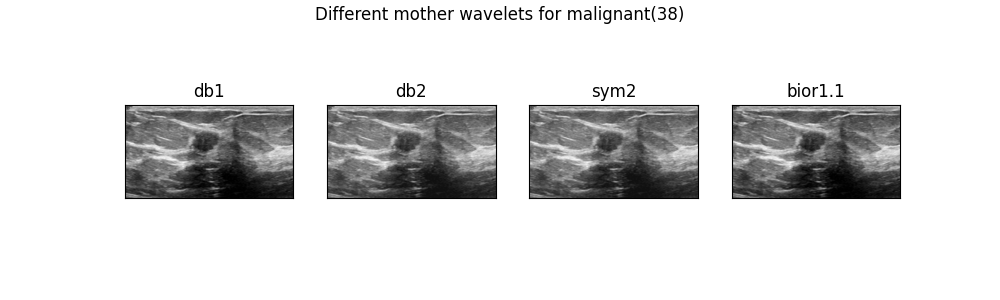 Different mother wavelets for malignant(38)
db1
db2
sym2
bior1.1